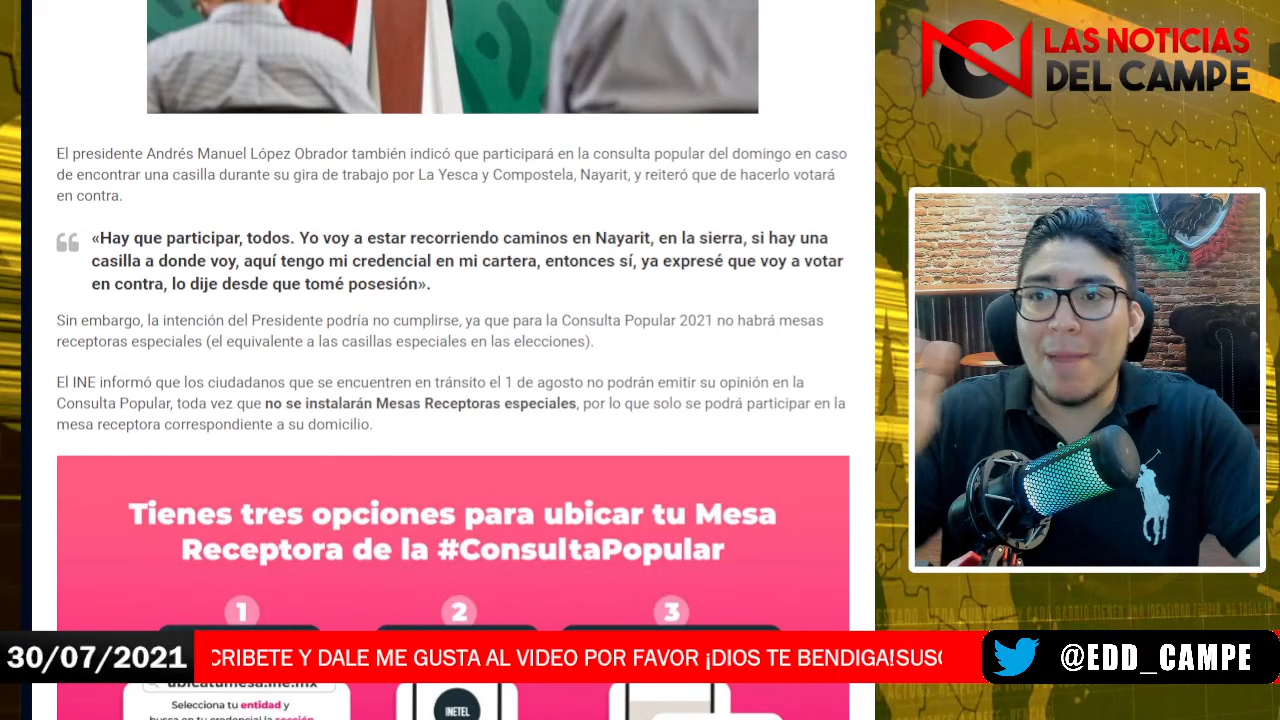 LAS NOTICIAS
DEL CAMPE
El presidente Andrés Manuel López Obrador también indicó que participará en la consulta popular del domingo en caso
de encontrar una casilla durante su gira de trabajo por La Yesca y Compostela, Nayarit, y reiteró que de hacerlo votará
en contra.
«Hay que participar, todos. Yo voy a estar recorriendo caminos en Nayarit, en la sierra, si hay una
casilla a donde voy, aquí tengo mi credencial en mi cartera, entonces sí, ya expresé que voy a votar
en contra, lo dije desde que tomé posesión».
Sin embargo, la intención del Presidente podría no cumplirse, ya que para la Consulta Popular 2021 no habrá mesas
receptoras especiales (el equivalente a las casillas especiales en las elecciones).
El INE informó que los ciudadanos que se encuentren en tránsito el 1 de agosto no podrán emitir su opinión en la
Consulta Popular, toda vez que no se instalarán Mesas Receptoras especiales, por lo que solo se podrá participar en la
mesa receptora correspondiente a su domicilio.
Tienes tres opciones para ubicar tu Mesa
Receptora de la #ConsultaPopular
1 2 3
30/07/2021 CRIBETE Y DALE ME GUSTA AL VIDEO POR FAVOR ¡DIOS TE BENDIGA! SUSC @EDD_CAMPE
ubicatumesa.ine.mx
Selecciona tu entidad y
busca en tu credencial la sección
INETEL